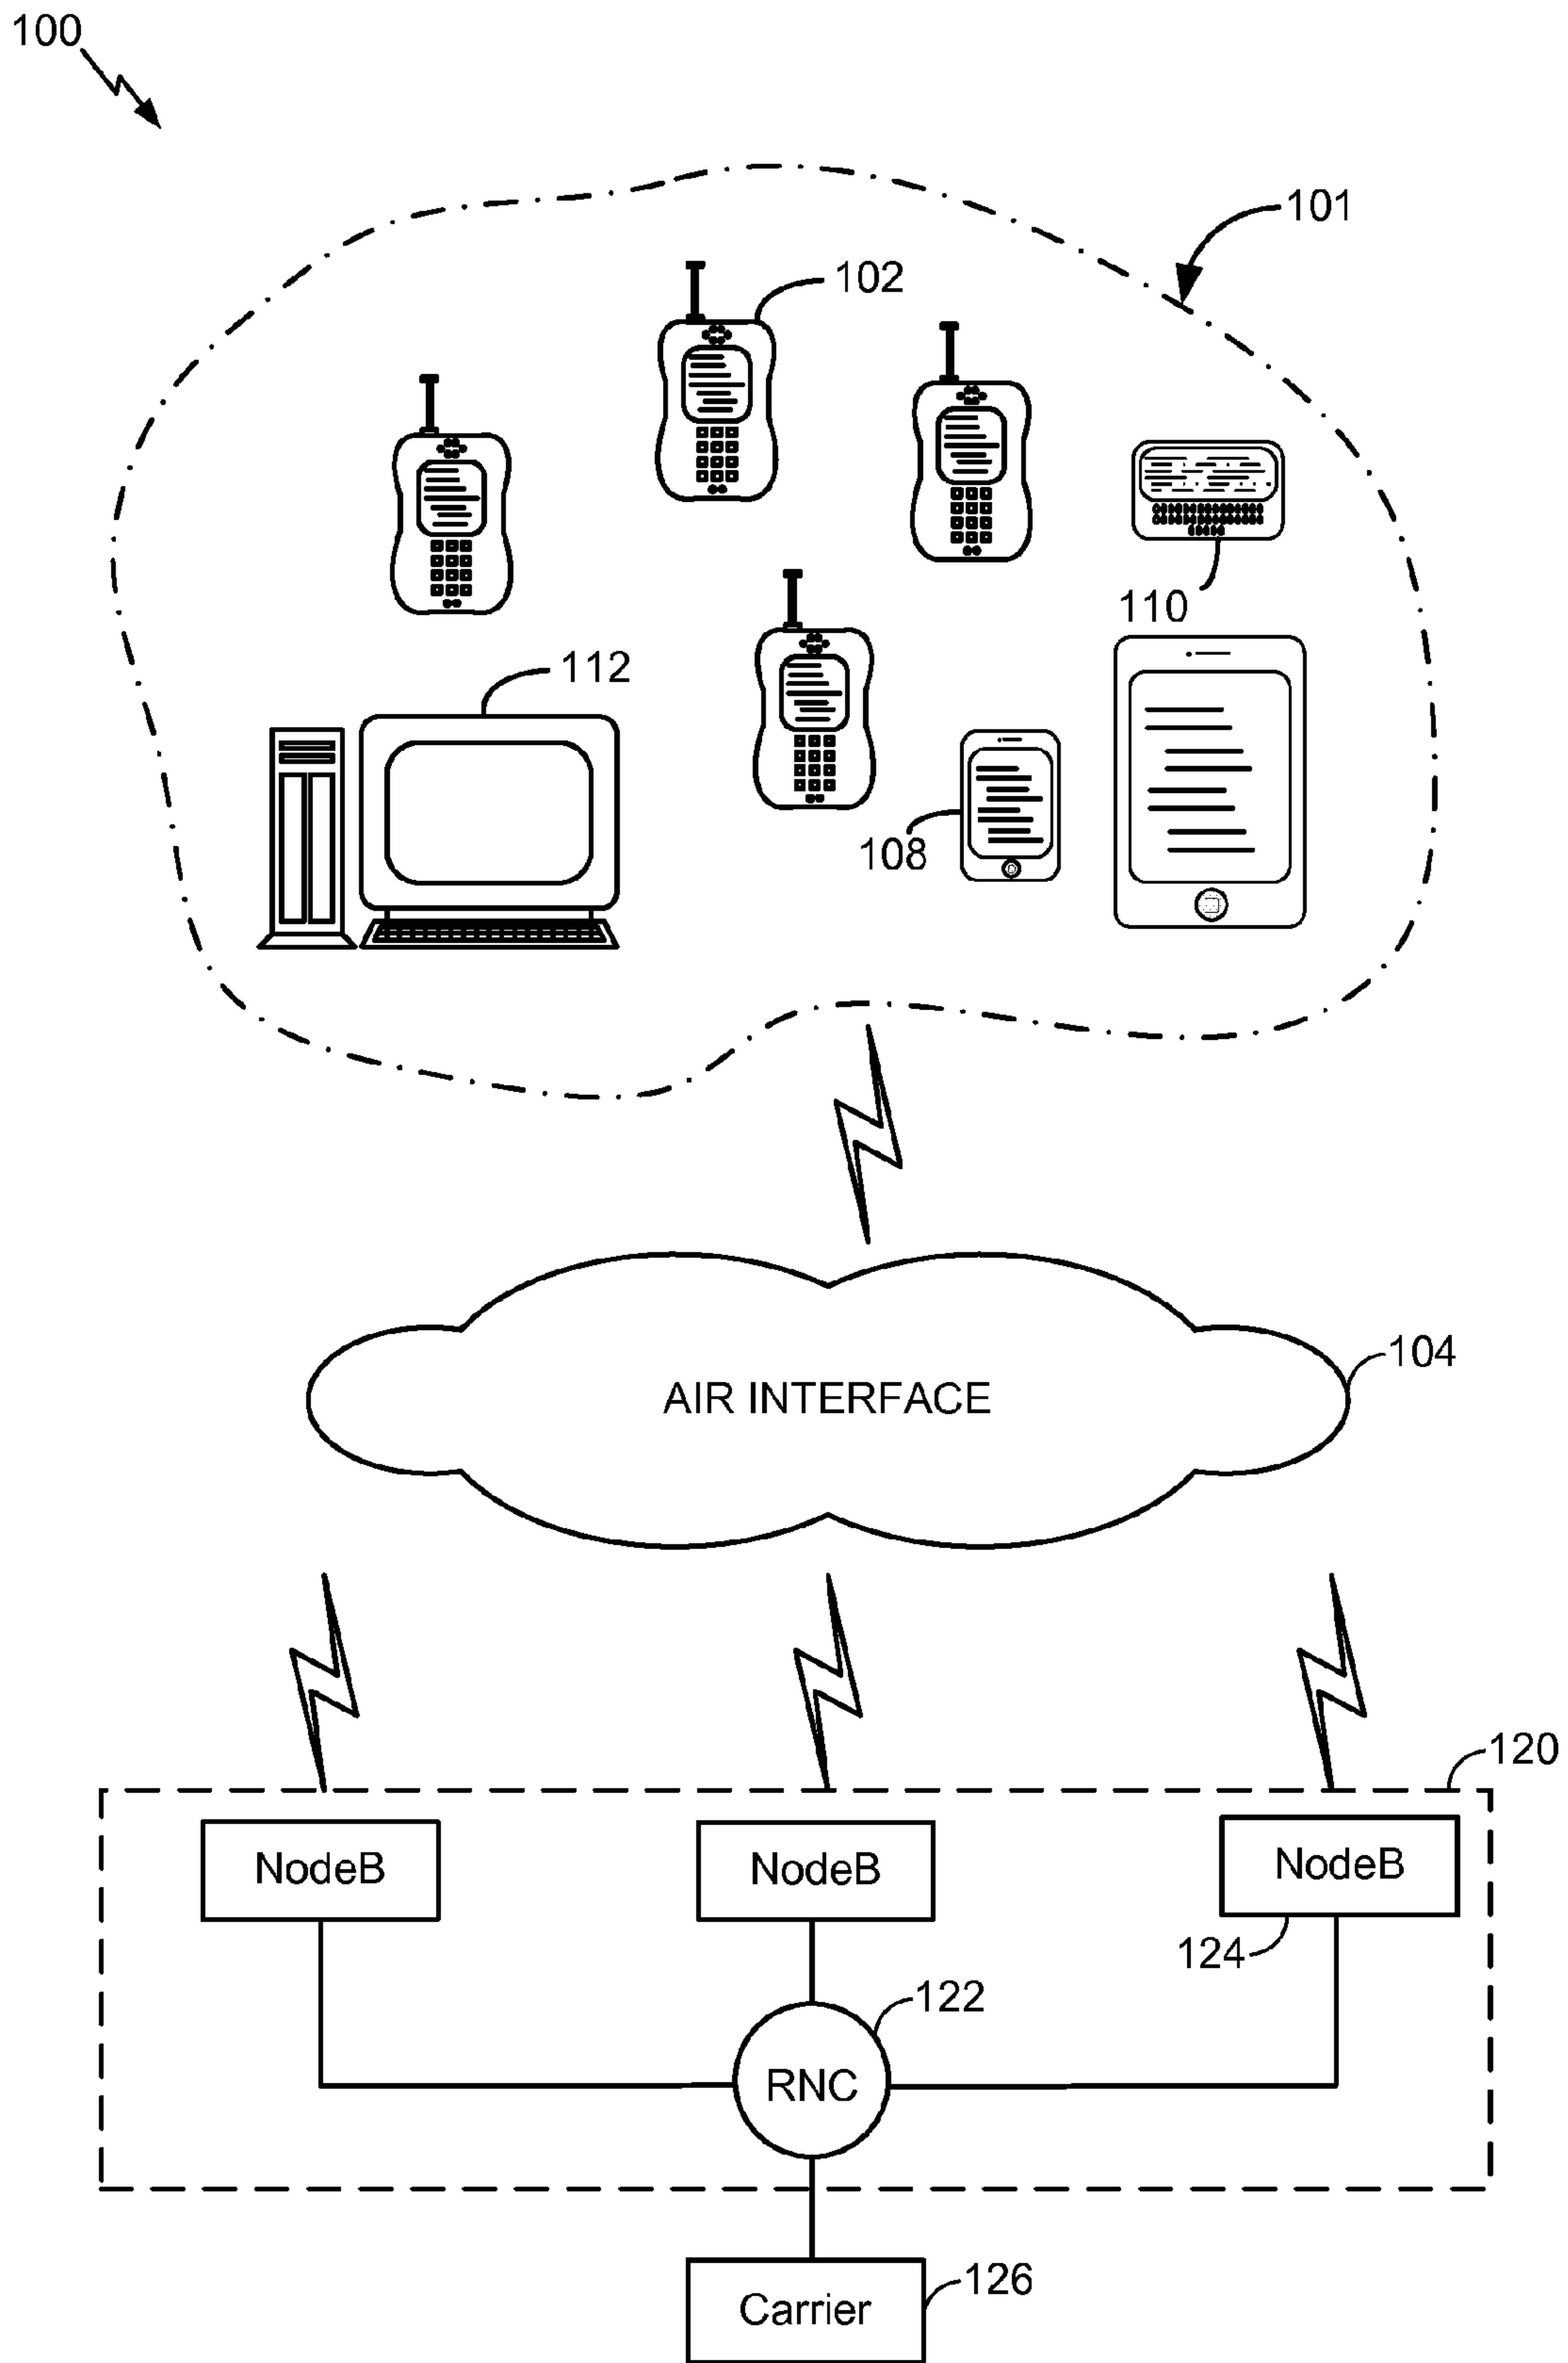 100
101
102
110
112
108
104
AIR INTERFACE
120
NodeB
NodeB
NodeB
124
122
RNC
126
Carrier